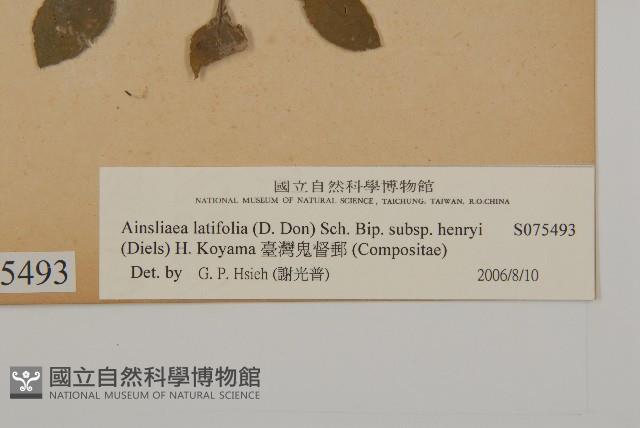 國立自然科學博物館
NATIONAL MUSEUM OF NATURAL SCIENCE, TAICHUNG, TAIWAN, R.O.CHINA
Ainsliaea latifolia (D. Don) Sch. Bip. subsp. henryi S075493
(Diels) H. Koyama 臺灣鬼督郵 (Compositae)
Det. by G. P. Hsieh (謝光普) 2006/8/10
5493
國立自然科學博物館
NATIONAL MUSEUM OF NATURAL SCIENCE